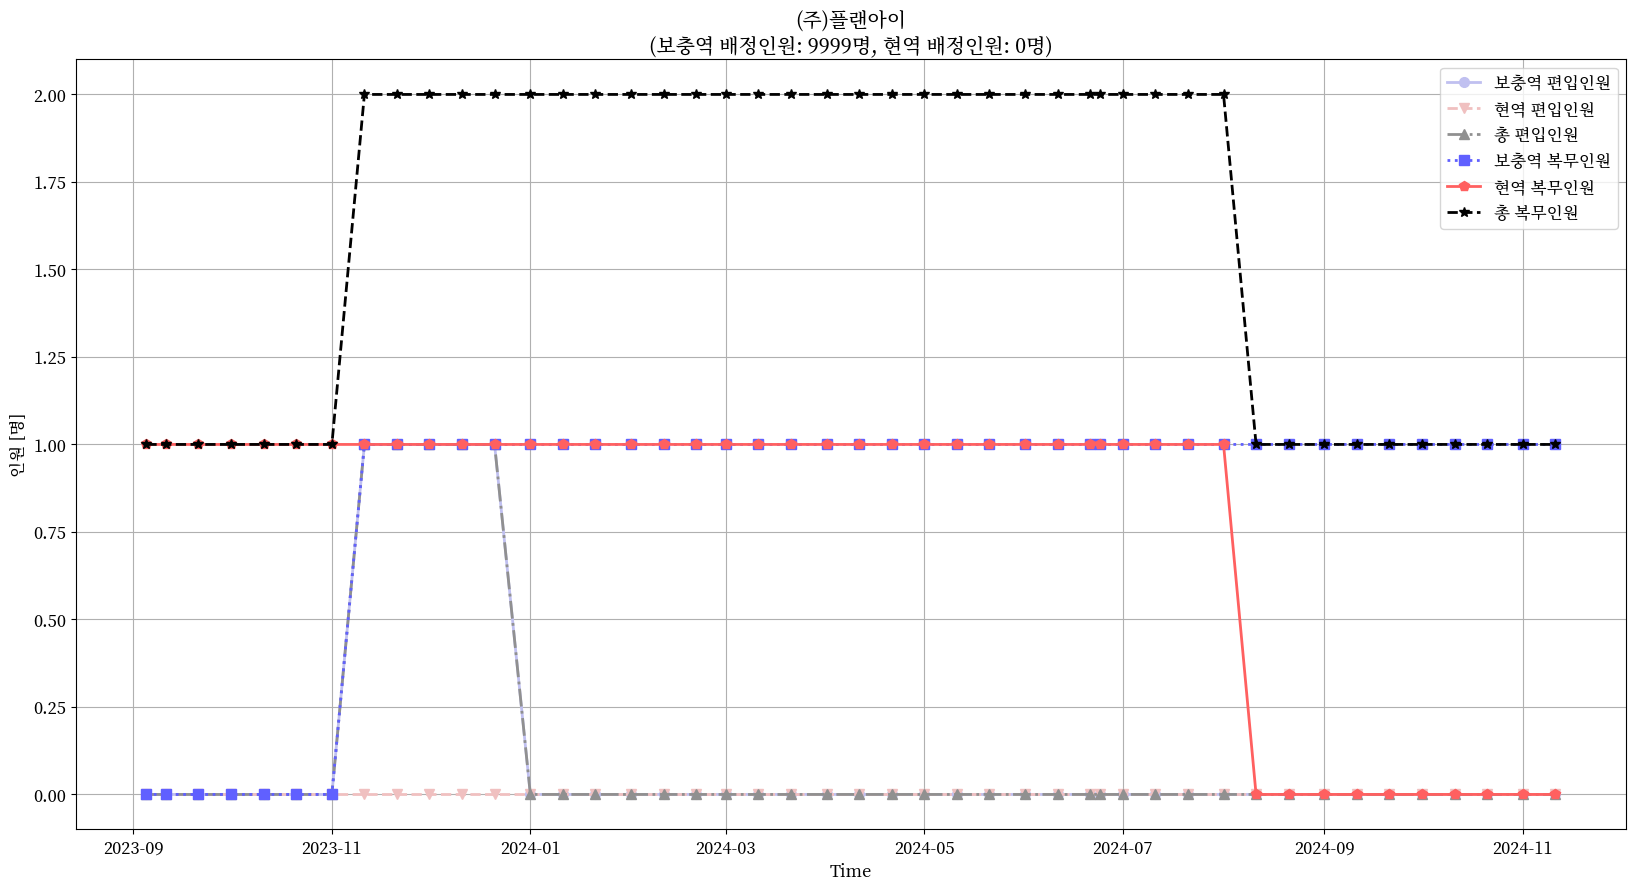 (주)플랜아이
(보충역 배정인원: 9999명, 현역 배정인원: 0명)
보충역 편입인원
현역 편입인원
총 편입인원
보충역 복무인원
현역 복무인원
총 복무인원
인원 [명]
2.00
1.75
1.50
1.25
1.00
0.75
0.50
0.25
0.00
2023-09 2023-11 2024-01 2024-03 2024-05 2024-07 2024-09 2024-11
Time